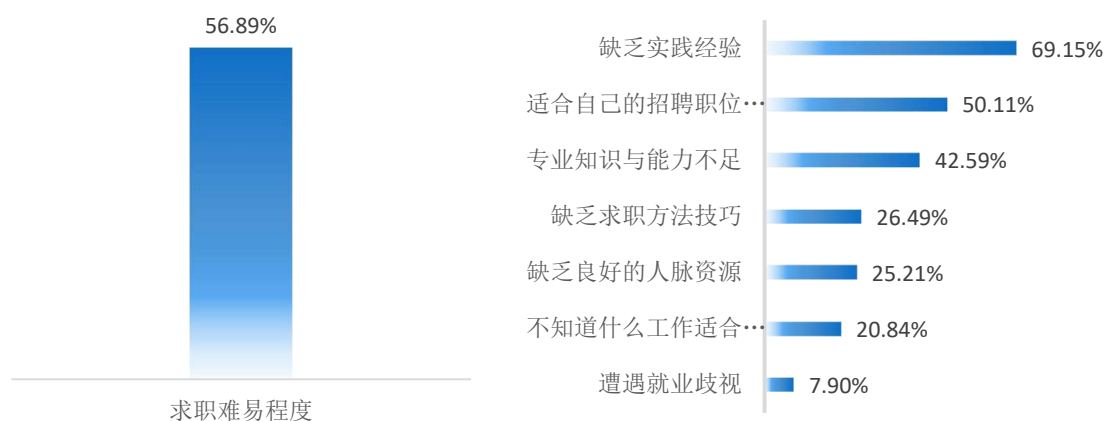 56.89%
求职难易程度
缺乏实践经验
69.15%
适合自己的招聘职位…
50.11%
专业知识与能力不足
42.59%
缺乏求职方法技巧
26.49%
缺乏良好的人脉资源
25.21%
不知道什么工作适合…
20.84%
遭遇就业歧视
7.90%